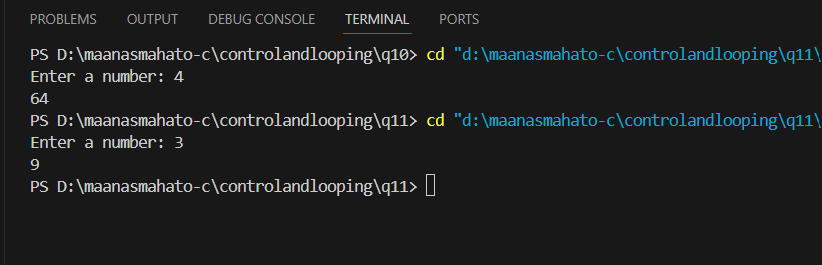 PROBLEMS OUTPUT DEBUG CONSOLE TERMINAL PORTS
PS D:\maanasmahato-c\controlandlooping\q10> cd "d:\maanasmahato-c\controlandlooping\q11\
Enter a number: 4
64
PS D:\maanasmahato-c\controlandlooping\q11> cd "d:\maanasmahato-c\controlandlooping\q11\
Enter a number: 3
9
PS D:\maanasmahato-c\controlandlooping\q11>